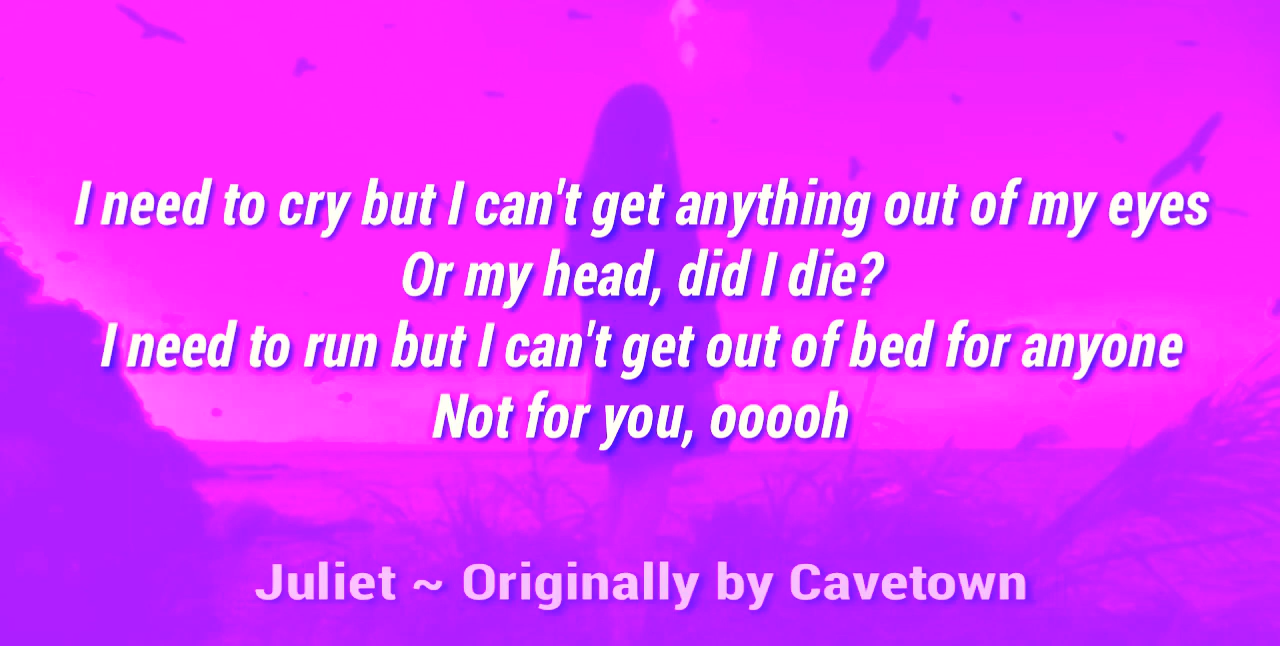 I need to cry but I can't get anything out of my eyes
Or my head, did I die?
I need to run but I can't get out of bed for anyone
Not for you, ooooh
Juliet ~ Originally by Cavetown